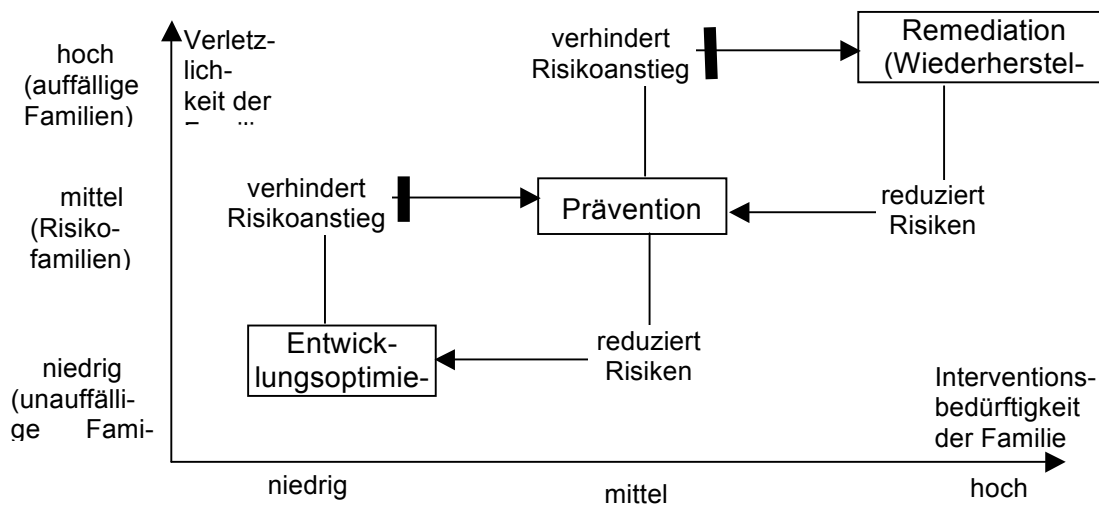 hoch
(auffällige
Familien)
Verletz-
lich-
keit der
verhindert
Risikoanstieg
Remediation
(Wiederherstel-
mittel
(Risiko-
familien)
verhindert
Risikoanstieg
Prävention
reduziert
Risiken
niedrig
(unauffälli-
ge Fami-
Entwick-
lungsoptimie-
reduziert
Risiken
Interventions-
bedürftigkeit
der Familie
niedrig
mittel
hoch